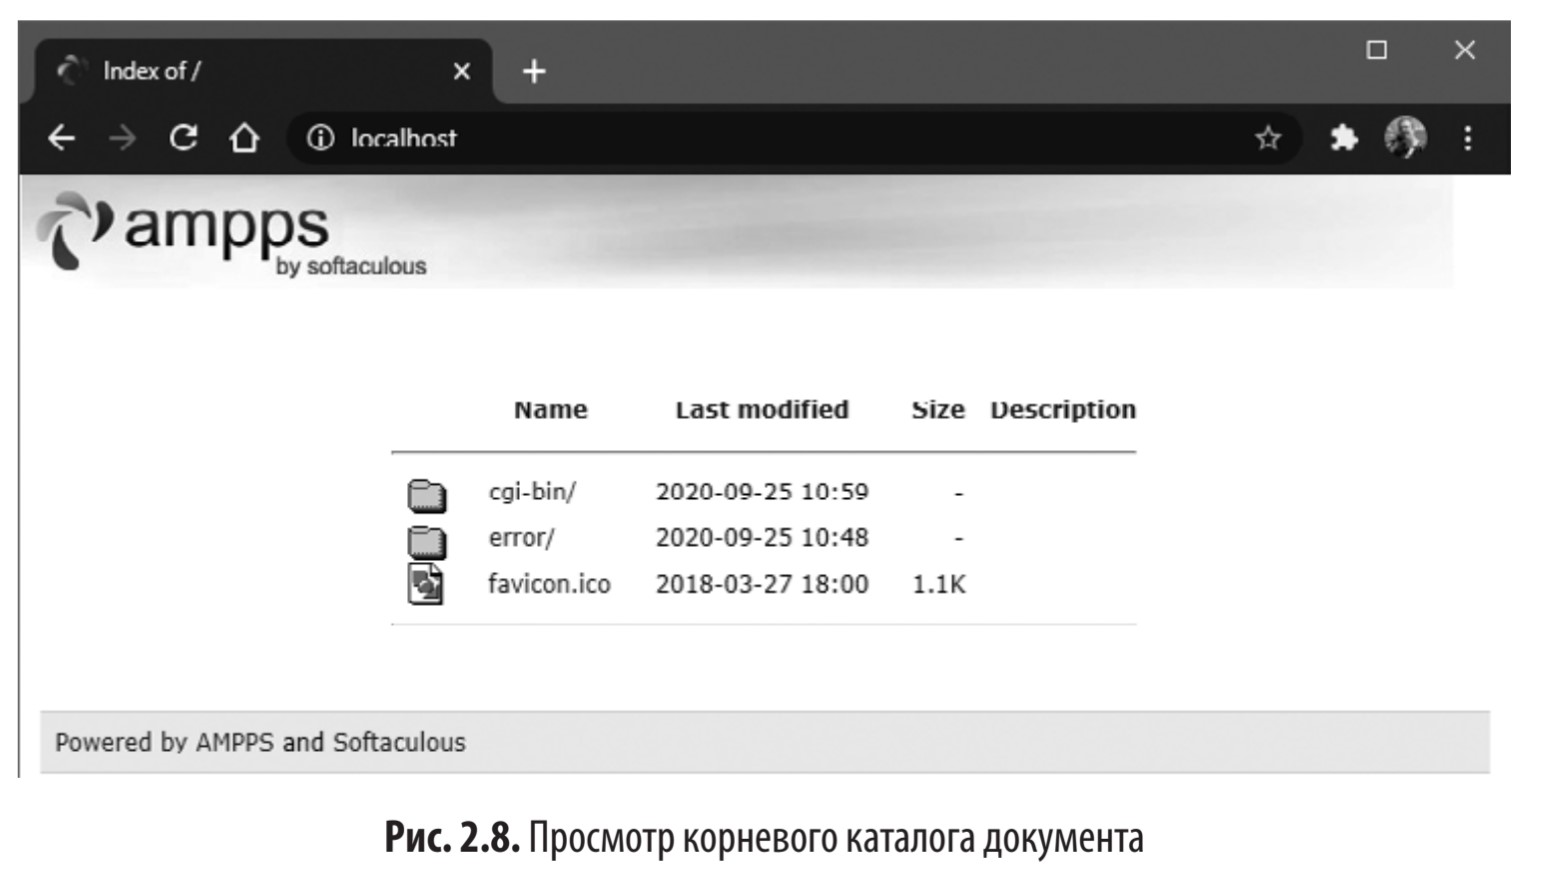 Index of /
localhost
ampps
by softaculous
Name Last modified Size Description
cgi-bin/ 2020-09-25 10:59 -
error/ 2020-09-25 10:48 -
favicon.ico 2018-03-27 18:00 1.1K
Powered by AMPPS and Softaculous
Рис. 2.8. Просмотр корневого каталога документа